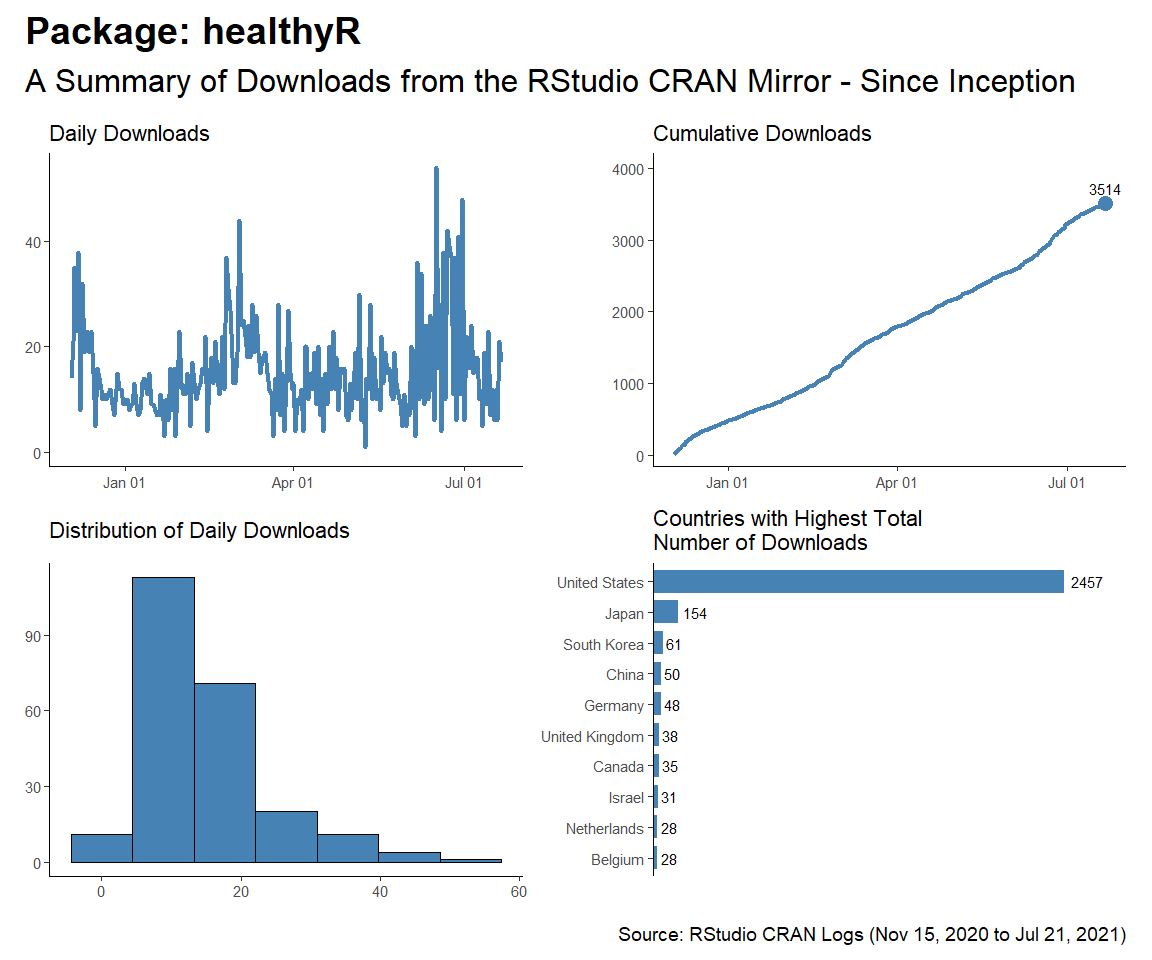 Package: healthyR
A Summary of Downloads from the RStudio CRAN Mirror - Since Inception
Daily Downloads
40
20
0
Jan 01 Apr 01 Jul 01
Cumulative Downloads
4000
3000
2000
1000
0
3514
Jan 01 Apr 01 Jul 01
Distribution of Daily Downloads
90
60
30
0
0 20 40 60
Countries with Highest Total
Number of Downloads
United States 2457
Japan 154
South Korea 61
China 50
Germany 48
United Kingdom 38
Canada 35
Israel 31
Netherlands 28
Belgium 28
Source: RStudio CRAN Logs (Nov 15, 2020 to Jul 21, 2021)